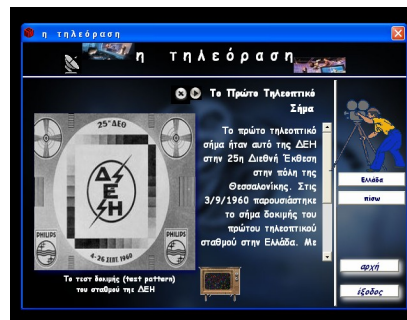 η τηλεόραση
η τηλεόραση
Το Πρώτο Τηλεοπτικό
Σήμα
25η ΔΕΘ
ΔΕΗ
PHILIPS
PHILIPS
4-26 ΣΕΠΤ. 1960
Το τεστ δοκιμής (test pattern)
του σταθμού της ΔΕΗ
Το πρώτο τηλεοπτικό
σήμα ήταν αυτό της ΔΕΗ
στην 25η Διεθνή Έκθεση
στην πόλη της
Θεσσαλονίκης. Στις
3/9/1960 παρουσιάστηκε
το σήμα δοκιμής του
πρώτου τηλεοπτικού
σταθμού στην Ελλάδα. Με
Ελλάδα
πίσω
αρχή
έξοδος